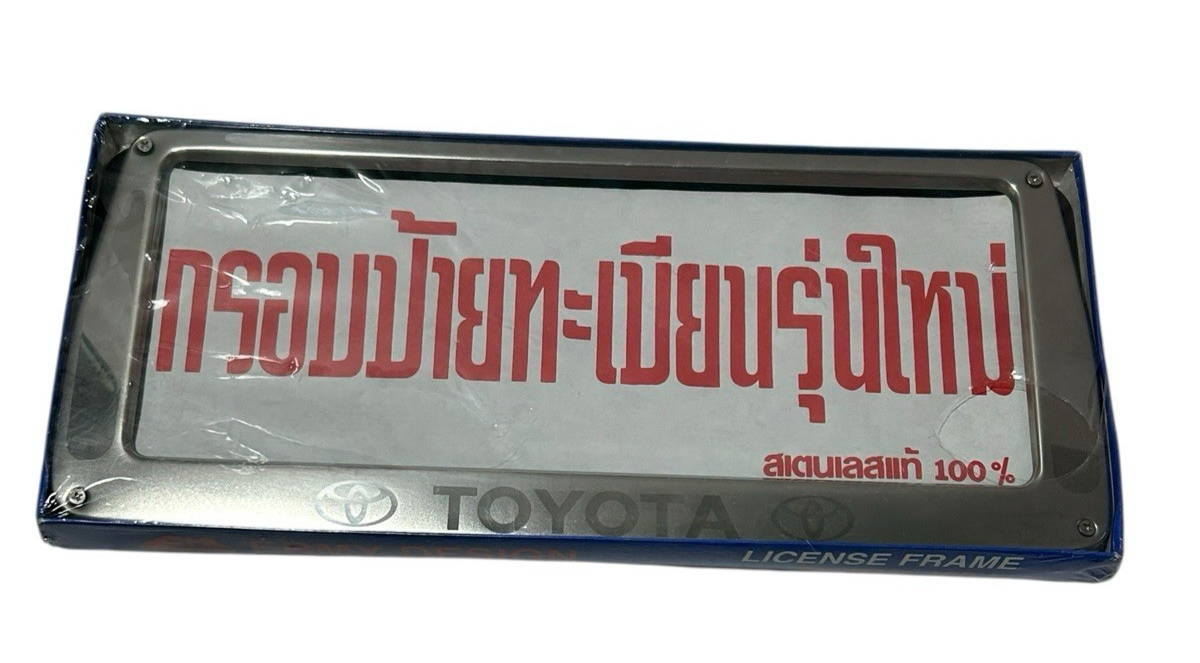 กรอบป้ายทะเบียนรุ่นใหม่
สเตนเลสแท้ 100%
TOYOTA
DESIGN
LICENSE FRAME